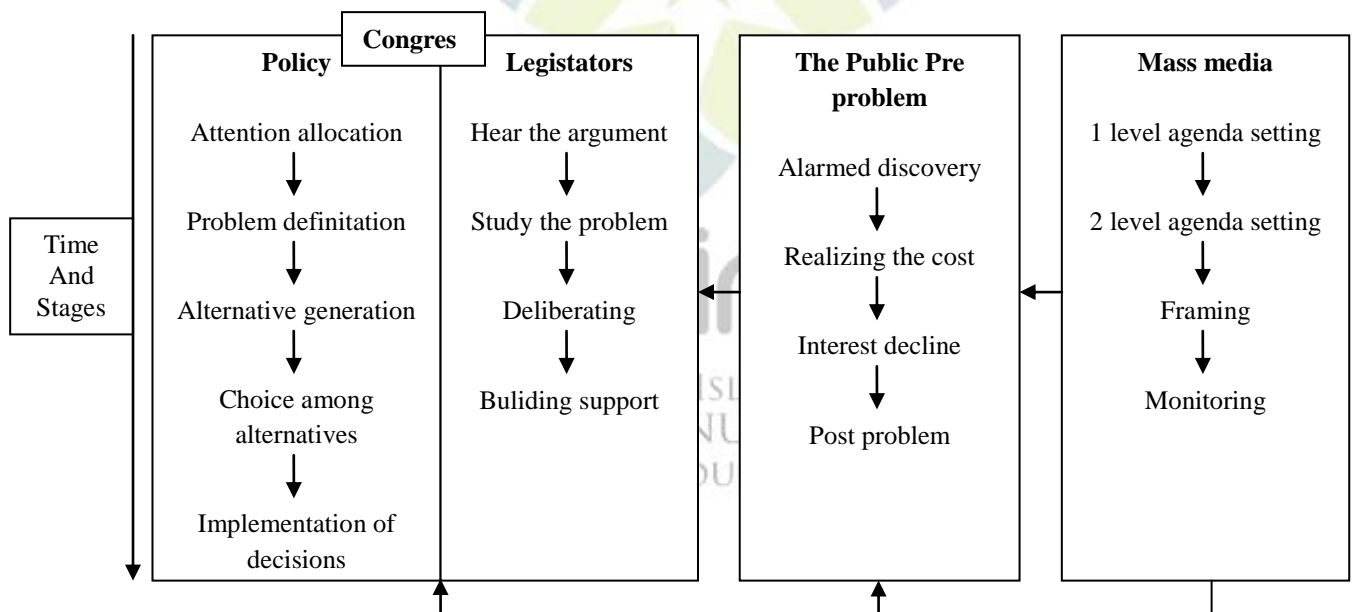 Congres
Policy
Attention allocation
Problem definitation
Alternative generation
Choice among
alternatives
Implementation of
decisions
Legistators
Hear the argument
Study the problem
Deliberating
Buliding support
The Public Pre
problem
Alarmed discovery
Realizing the cost
Interest decline
Post problem
Mass media
1 level agenda setting
2 level agenda setting
Framing
Monitoring
Time
And
Stages